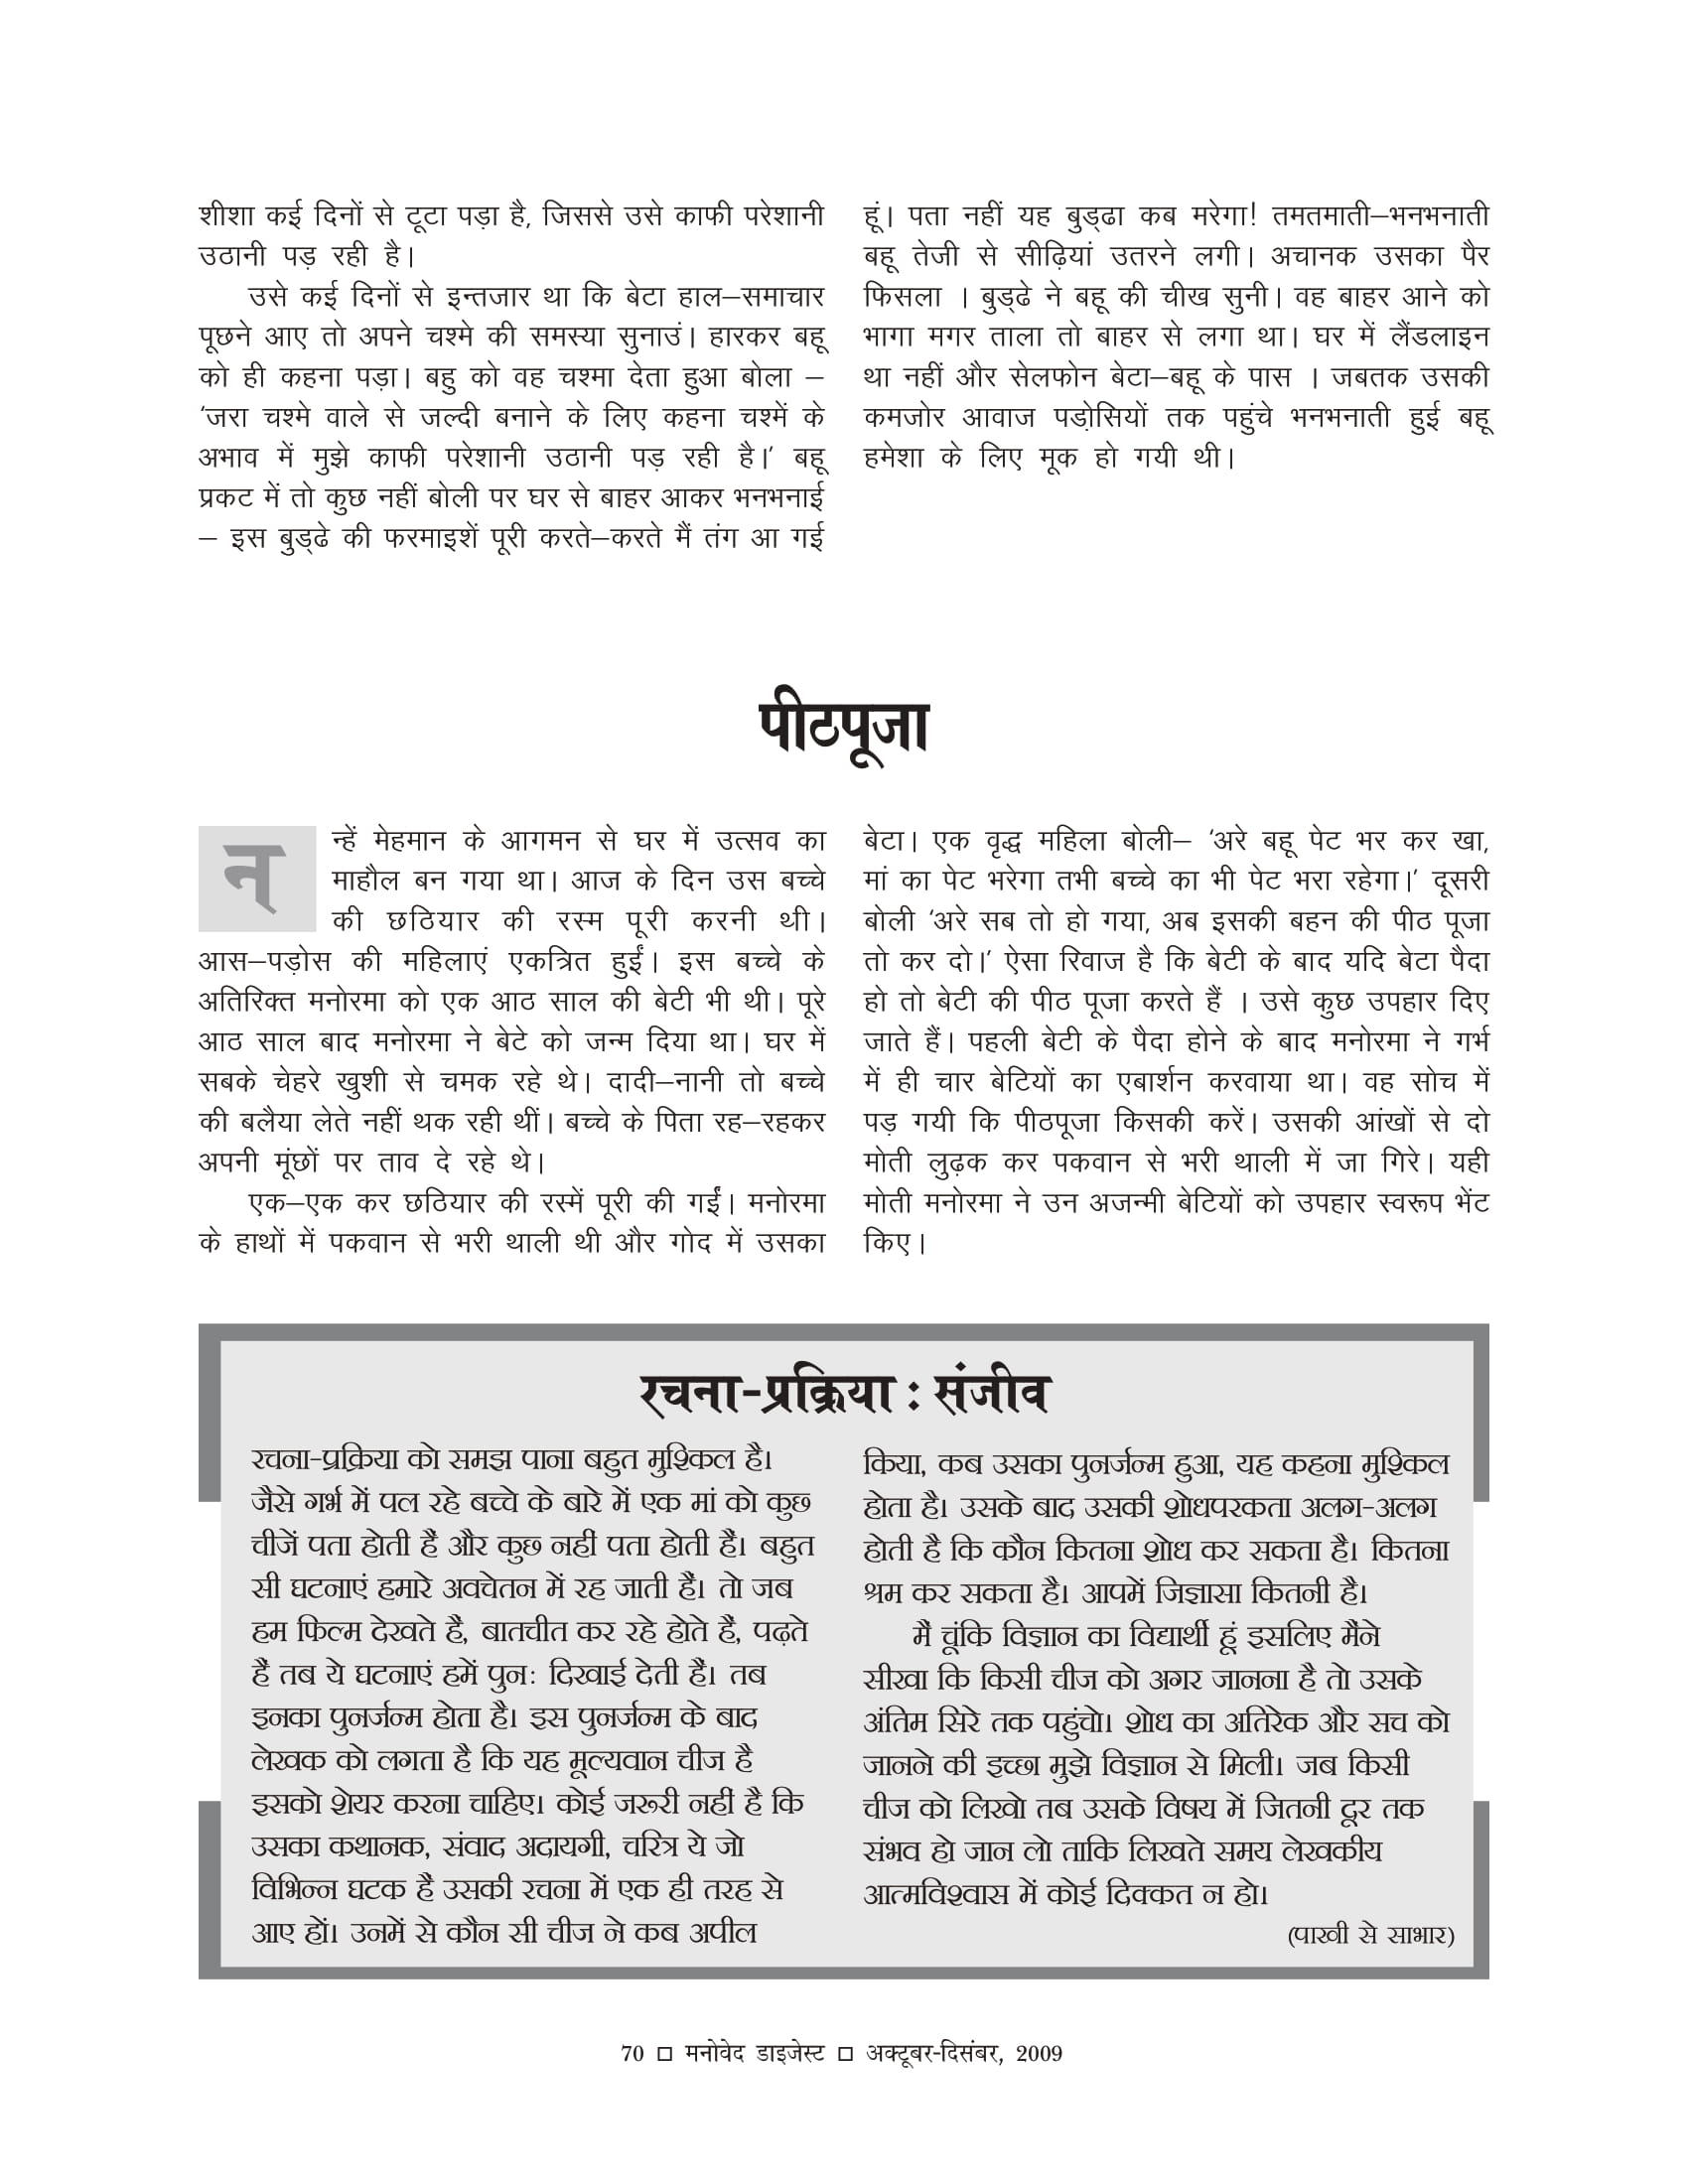 शीशा कई दिनों से टूटा पड़ा है, जिससे उसे काफी परेशानी
उठानी पड़ रही है।
उसे कई दिनों से इन्तजार था कि बेटा हाल–समाचार
पूछने आए तो अपने चश्मे की समस्या सुनाउं। हारकर बहू
को ही कहना पड़ा। बहु को वह चश्मा देता हुआ बोला –
‘जरा चश्मे वाले से जल्दी बनाने के लिए कहना चश्में के
अभाव में मुझे काफी परेशानी उठानी पड़ रही है।’ बहू
प्रकट में तो कुछ नहीं बोली पर घर से बाहर आकर भनभनाई
– इस बुड्ढे की फरमाइशें पूरी करते–करते मैं तंग आ गई
हूं। पता नहीं यह बुड्ढा कब मरेगा! तमतमाती–भनभनाती
बहू तेजी से सीढ़ियां उतरने लगी। अचानक उसका पैर
फिसला । बुड्ढे ने बहू की चीख सुनी। वह बाहर आने को
भागा मगर ताला तो बाहर से लगा था। घर में लैंडलाइन
था नहीं और सेलफोन बेटा–बहू के पास । जबतक उसकी
कमजोर आवाज पड़ोसियों तक पहुंचे भनभनाती हुई बहू
हमेशा के लिए मूक हो गयी थी।
पीठपूजा
न्हें मेहमान के आगमन से घर में उत्सव का
माहौल बन गया था। आज के दिन उस बच्चे
की छठियार की रस्म पूरी करनी थी।
आस–पड़ोस की महिलाएं एकत्रित हुईं। इस बच्चे के
अतिरिक्त मनोरमा को एक आठ साल की बेटी भी थी। पूरे
आठ साल बाद मनोरमा ने बेटे को जन्म दिया था। घर में
सबके चेहरे खुशी से चमक रहे थे। दादी–नानी तो बच्चे
की बलैया लेते नहीं थक रही थीं। बच्चे के पिता रह–रहकर
अपनी मूंछों पर ताव दे रहे थे।
एक–एक कर छठियार की रस्में पूरी की गईं। मनोरमा
के हाथों में पकवान से भरी थाली थी और गोद में उसका
बेटा। एक वृद्ध महिला बोली– ‘अरे बहू पेट भर कर खा,
मां का पेट भरेगा तभी बच्चे का भी पेट भरा रहेगा।’ दूसरी
बोली ‘अरे सब तो हो गया, अब इसकी बहन की पीठ पूजा
तो कर दो।’ ऐसा रिवाज है कि बेटी के बाद यदि बेटा पैदा
हो तो बेटी की पीठ पूजा करते हैं । उसे कुछ उपहार दिए
जाते हैं। पहली बेटी के पैदा होने के बाद मनोरमा ने गर्भ
में ही चार बेटियों का एबार्शन करवाया था। वह सोच में
पड़ गयी कि पीठपूजा किसकी करें। उसकी आंखों से दो
मोती लुढ़क कर पकवान से भरी थाली में जा गिरे। यही
मोती मनोरमा ने उन अजन्मी बेटियों को उपहार स्वरूप भेंट
किए।
रचना-प्रक्रिया : संजीव
रचना-प्रक्रिया को समझ पाना बहुत मुश्किल है।
जैसे गर्भ में पल रहे बच्चे के बारे में एक मां को कुछ
चीजें पता होती हैं और कुछ नहीं पता होती हैं। बहुत
सी घटनाएं हमारे अवचेतन में रह जाती हैं। तो जब
हम फिल्म देखते हैं, बातचीत कर रहे होते हैं, पढ़ते
हैं तब ये घटनाएं हमें पुनः दिखाई देती हैं। तब
इनका पुनर्जन्म होता है। इस पुनर्जन्म के बाद
लेखक को लगता है कि यह मूल्यवान चीज है
इसको शेयर करना चाहिए। कोई जरूरी नहीं है कि
उसका कथानक, संवाद अदायगी, चरित्र ये जो
विभिन्न घटक हैं उसकी रचना में एक ही तरह से
आए हों। उनमें से कौन सी चीज ने कब अपील
किया, कब उसका पुनर्जन्म हुआ, यह कहना मुश्किल
होता है। उसके बाद उसकी शोधपरकता अलग-अलग
होती है कि कौन कितना शोध कर सकता है। कितना
श्रम कर सकता है। आपमें जिज्ञासा कितनी है।
मैं चूंकि विज्ञान का विद्यार्थी हूं इसलिए मैंने
सीखा कि किसी चीज को अगर जानना है तो उसके
अंतिम सिरे तक पहुंचो। शोध का अतिरेक और सच को
जानने की इच्छा मुझे विज्ञान से मिली। जब किसी
चीज को लिखो तब उसके विषय में जितनी दूर तक
संभव हो जान लो ताकि लिखते समय लेखकीय
आत्मविश्वास में कोई दिक्कत न हो।
(पाखी से साभार)
70 □ मनोवेद डाइजेस्ट □ अक्टूबर-दिसंबर, 2009